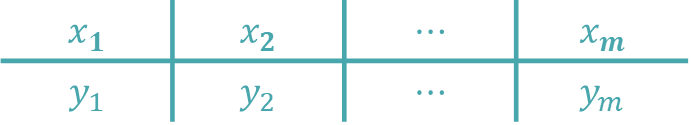 x₁ x₂ ⋯ xₘ
y₁ y₂ ⋯ yₘ